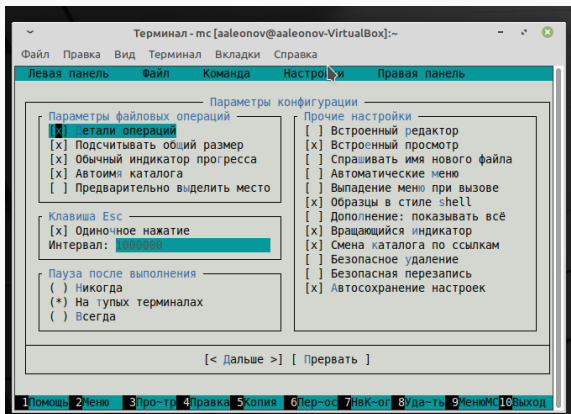 Терминал - mc [aaleonov@aaleonov-VirtualBox]:~
Файл Правка Вид Терминал Вкладки Справка
Левая панель Файл Команда Настройки Правая панель
Параметры конфигурации
Параметры файловых операций
[x] Детали операций
[x] Подсчитывать общий размер
[x] Обычный индикатор прогресса
[x] Автоимя каталога
[ ] Предварительно выделить место
Клавиша Esc
[x] Одиночное нажатие
Интервал: 1000000
Пауза после выполнения
( ) Никогда
(*) На тупых терминалах
( ) Всегда
Прочие настройки
[ ] Встроенный редактор
[x] Встроенный просмотр
[ ] Спрашивать имя нового файла
[ ] Автоматические меню
[ ] Выпадение меню при вызове
[x] Образцы в стиле shell
[ ] Дополнение: показывать всё
[x] Вращающийся индикатор
[x] Смена каталога по ссылкам
[ ] Безопасное удаление
[ ] Безопасная перезапись
[x] Автосохранение настроек
[< Дальше >] [ Прервать ]
1Помощь 2Меню 3Про~тр 4Правка 5Копия 6Пер~ос 7НвК~ог 8Уда~ть 9МенюMC 10Выход